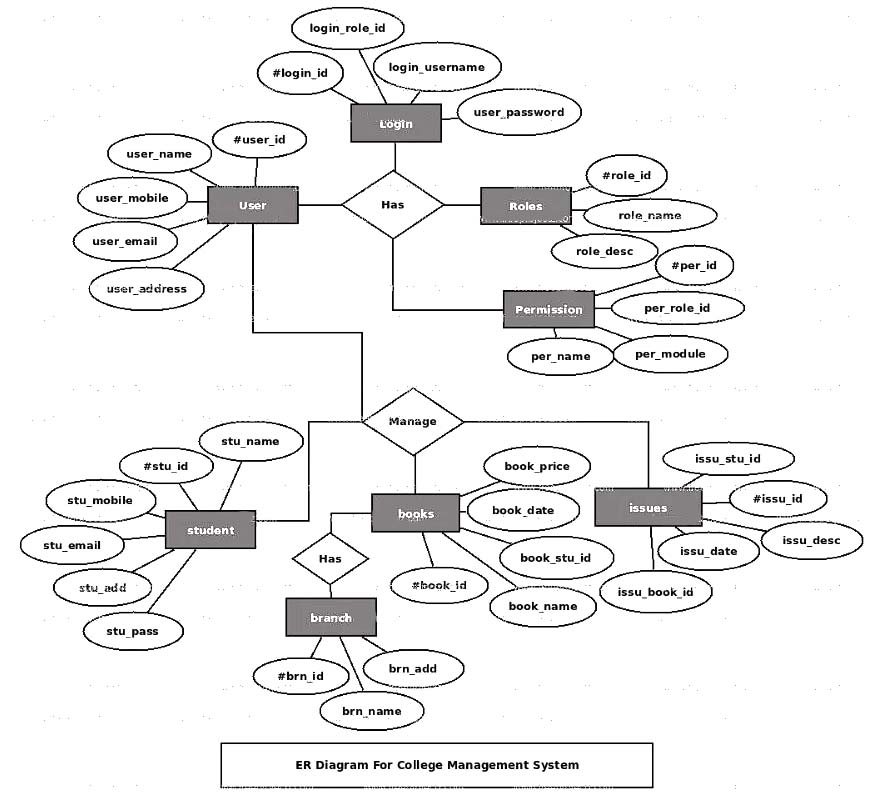 login_role_id
#login_id
login_username
user_password
Login
#user_id
user_name
user_mobile
user_email
user_address
User
Has
Roles
#role_id
role_name
role_desc
#per_id
Permission
per_role_id
per_name
per_module
Manage
stu_name
#stu_id
stu_mobile
stu_email
stu_add
stu_pass
student
books
book_price
book_date
book_stu_id
#book_id
book_name
issues
issu_stu_id
#issu_id
issu_desc
issu_date
issu_book_id
Has
branch
#brn_id
brn_add
brn_name
ER Diagram For College Management System